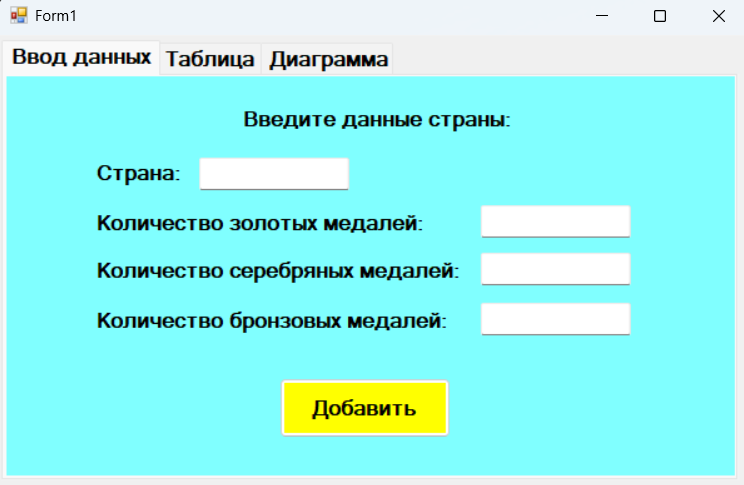 Form1
Ввод данных Таблица Диаграмма
Введите данные страны:
Страна:
Количество золотых медалей:
Количество серебряных медалей:
Количество бронзовых медалей:
Добавить